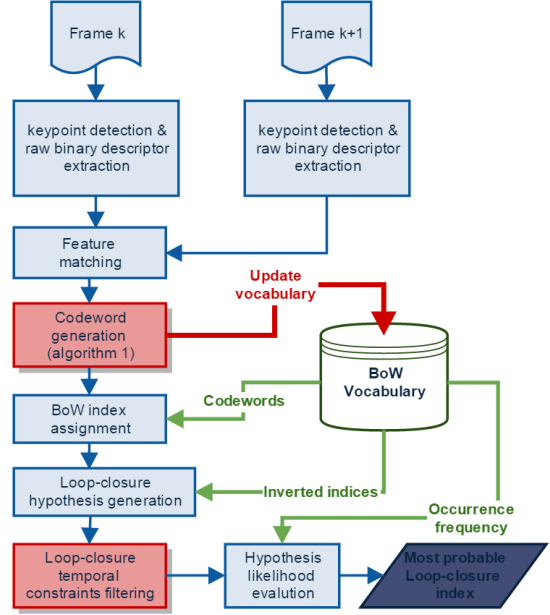 Frame k
Frame k+1
keypoint detection &
raw binary descriptor
extraction
keypoint detection &
raw binary descriptor
extraction
Feature
matching
Update
vocabulary
Codeword
generation
(algorithm 1)
BoW
Vocabulary
Codewords
BoW index
assignment
Loop-closure
hypothesis generation
Inverted indices
Occurrence
frequency
Loop-closure
temporal
constraints filtering
Hypothesis
likelihood
evalution
Most probable
Loop-closure
index